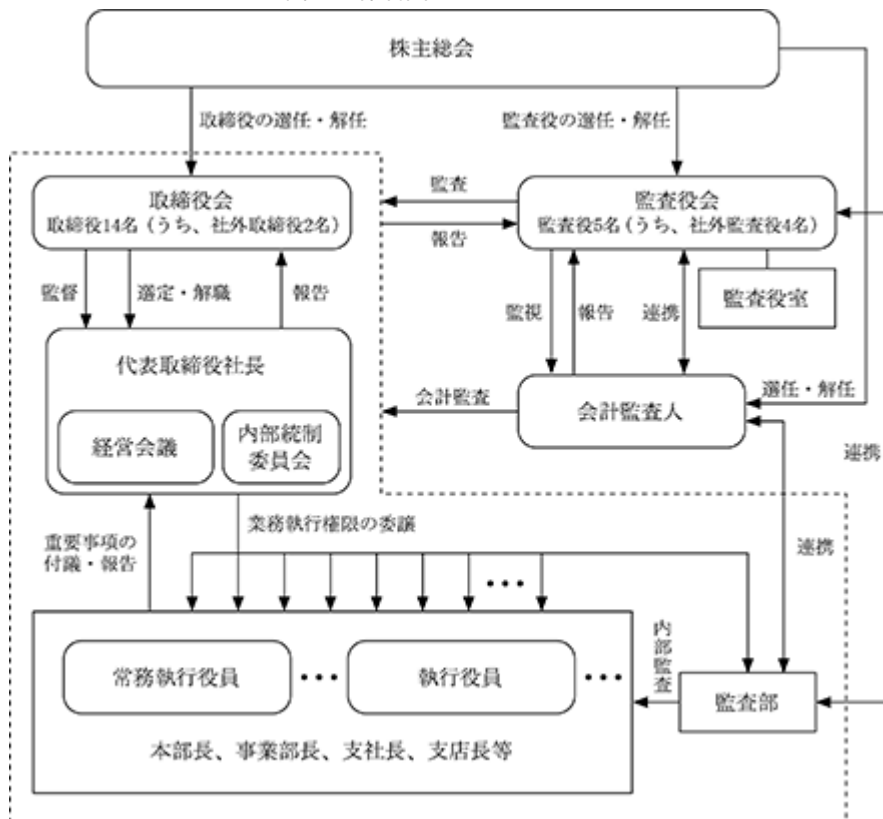 株主総会
取締役の選任・解任
監査役の選任・解任
取締役会
取締役14名（うち、社外取締役2名）
監査
報告
監査役会
監査役5名（うち、社外監査役4名）
監査役室
監督
選定・解職
報告
監視
報告
連携
代表取締役社長
経営会議
内部統制
委員会
会計監査
会計監査人
選任・解任
連携
重要事項の
付議・報告
業務執行権限の委譲
連携
•••
常務執行役員
•••
執行役員
•••
内部監査
監査部
本部長、事業部長、支社長、支店長等